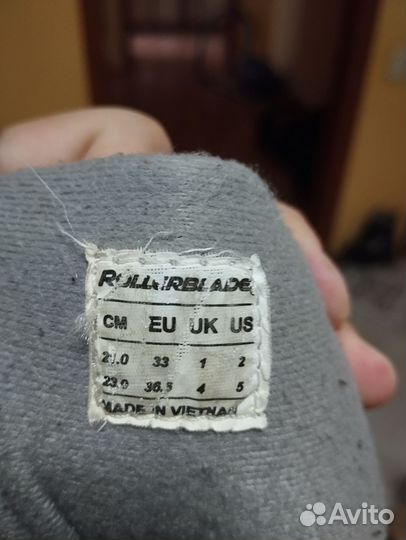 ROLLERBLADE
CM EU UK US
21.0 33 1 2
23.0 36.5 4 5
MADE IN VIETNAM
Avito